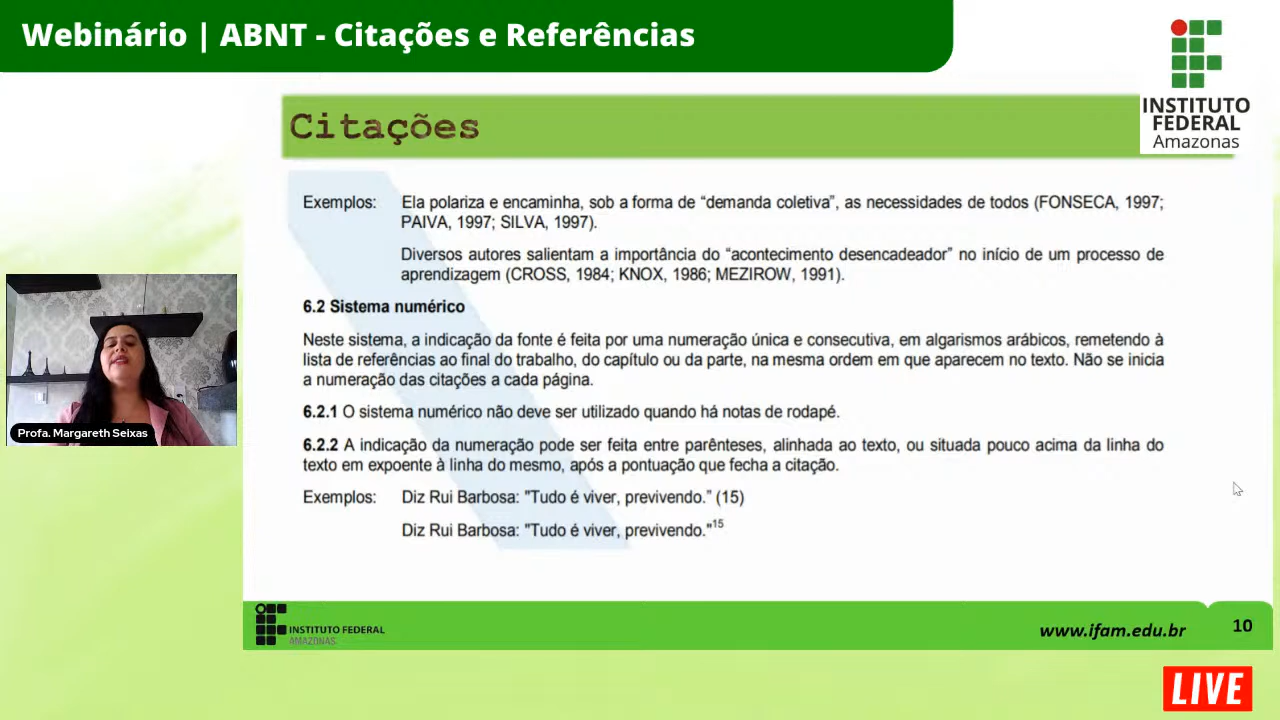 Webinário | ABNT - Citações e Referências
INSTITUTO
FEDERAL
Amazonas
Citações
Exemplos: Ela polariza e encaminha, sob a forma de “demanda coletiva”, as necessidades de todos (FONSECA, 1997;
PAIVA, 1997; SILVA, 1997).
Diversos autores salientam a importância do “acontecimento desencadeador” no início de um processo de
aprendizagem (CROSS, 1984; KNOX, 1986; MEZIROW, 1991).
6.2 Sistema numérico
Neste sistema, a indicação da fonte é feita por uma numeração única e consecutiva, em algarismos arábicos, remetendo à
lista de referências ao final do trabalho, do capítulo ou da parte, na mesma ordem em que aparecem no texto. Não se inicia
a numeração das citações a cada página.
6.2.1 O sistema numérico não deve ser utilizado quando há notas de rodapé.
6.2.2 A indicação da numeração pode ser feita entre parênteses, alinhada ao texto, ou situada pouco acima da linha do
texto em expoente à linha do mesmo, após a pontuação que fecha a citação.
Exemplos: Diz Rui Barbosa: "Tudo é viver, previvendo.” (15)
Diz Rui Barbosa: "Tudo é viver, previvendo."15
Profa. Margareth Seixas
INSTITUTO FEDERAL
AMAZONAS
www.ifam.edu.br
10
LIVE